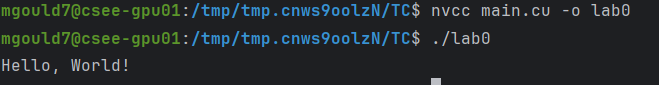 mgould7@csee-gpu01:/tmp/tmp.cnws9oolzN/TC$ nvcc main.cu -o lab0
mgould7@csee-gpu01:/tmp/tmp.cnws9oolzN/TC$ ./lab0
Hello, World!